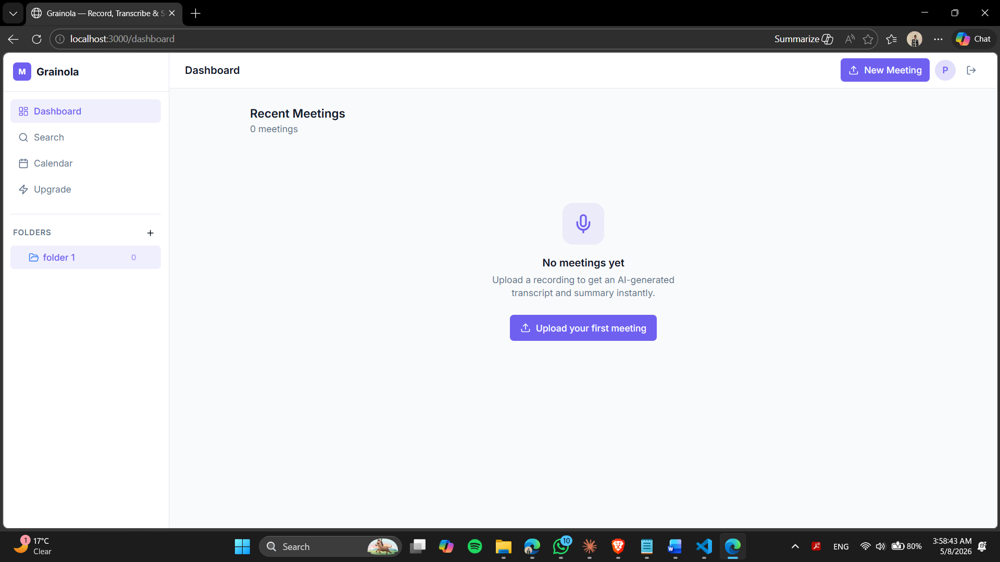 Grainola — Record, Transcribe & S
localhost:3000/dashboard
Summarize
Chat
M
Grainola
Dashboard
Search
Calendar
Upgrade
FOLDERS
folder 1
0
Dashboard
New Meeting
P
Recent Meetings
0 meetings
No meetings yet
Upload a recording to get an AI-generated
transcript and summary instantly.
Upload your first meeting
1
17°C
Clear
Search
10
W
ENG
80%
3:58:43 AM
5/8/2026